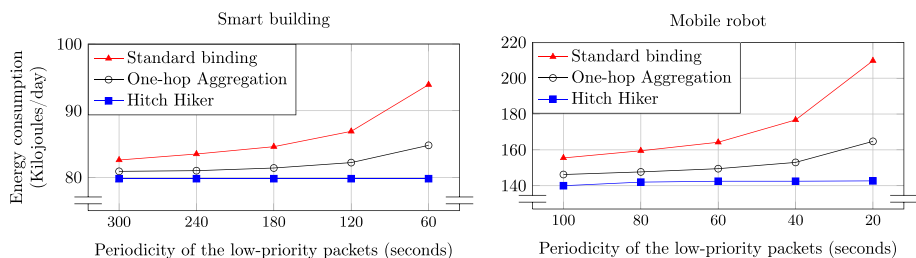 Smart building
Energy consumption
(Kilojoules/day)
100
90
80
Standard binding
One-hop Aggregation
Hitch Hiker
300 240 180 120 60
Periodicity of the low-priority packets (seconds)
Mobile robot
220
200
180
160
140
Standard binding
One-hop Aggregation
Hitch Hiker
100 80 60 40 20
Periodicity of the low-priority packets (seconds)